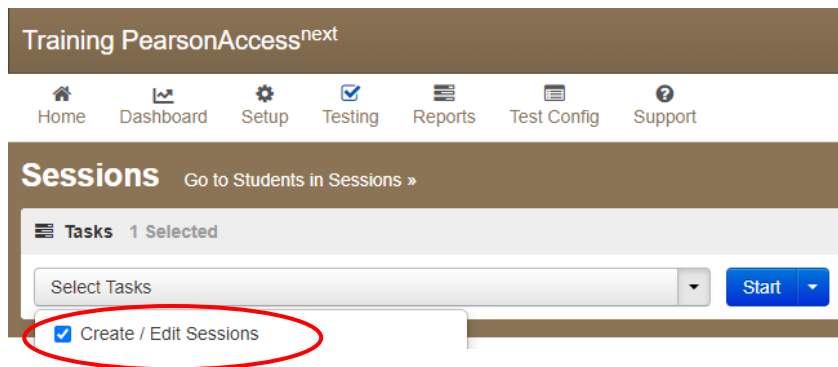 Training PearsonAccessnext
Home Dashboard Setup Testing Reports Test Config Support
Sessions Go to Students in Sessions »
Tasks 1 Selected
Select Tasks Start
Create / Edit Sessions